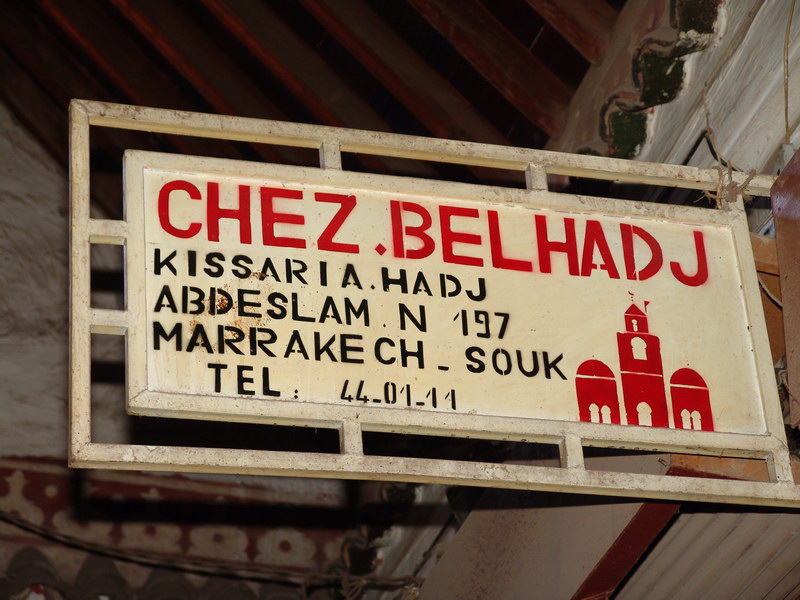 CHEZ.BELHADJ
KISSARIA.HADJ
ABDESLAM.N 197
MARRAKECH-SOUK
TEL: 44-01-11